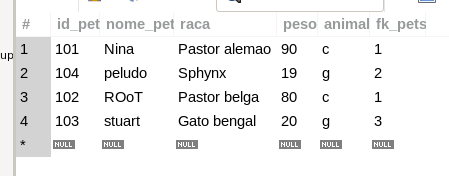 # id_pet nome_pet raca peso animal fk_pets
1 101 Nina Pastor alemao 90 c 1
up
2 104 peludo Sphynx 19 g 2
3 102 ROoT Pastor belga 80 c 1
4 103 stuart Gato bengal 20 g 3
* NULL NULL NULL NULL NULL NULL